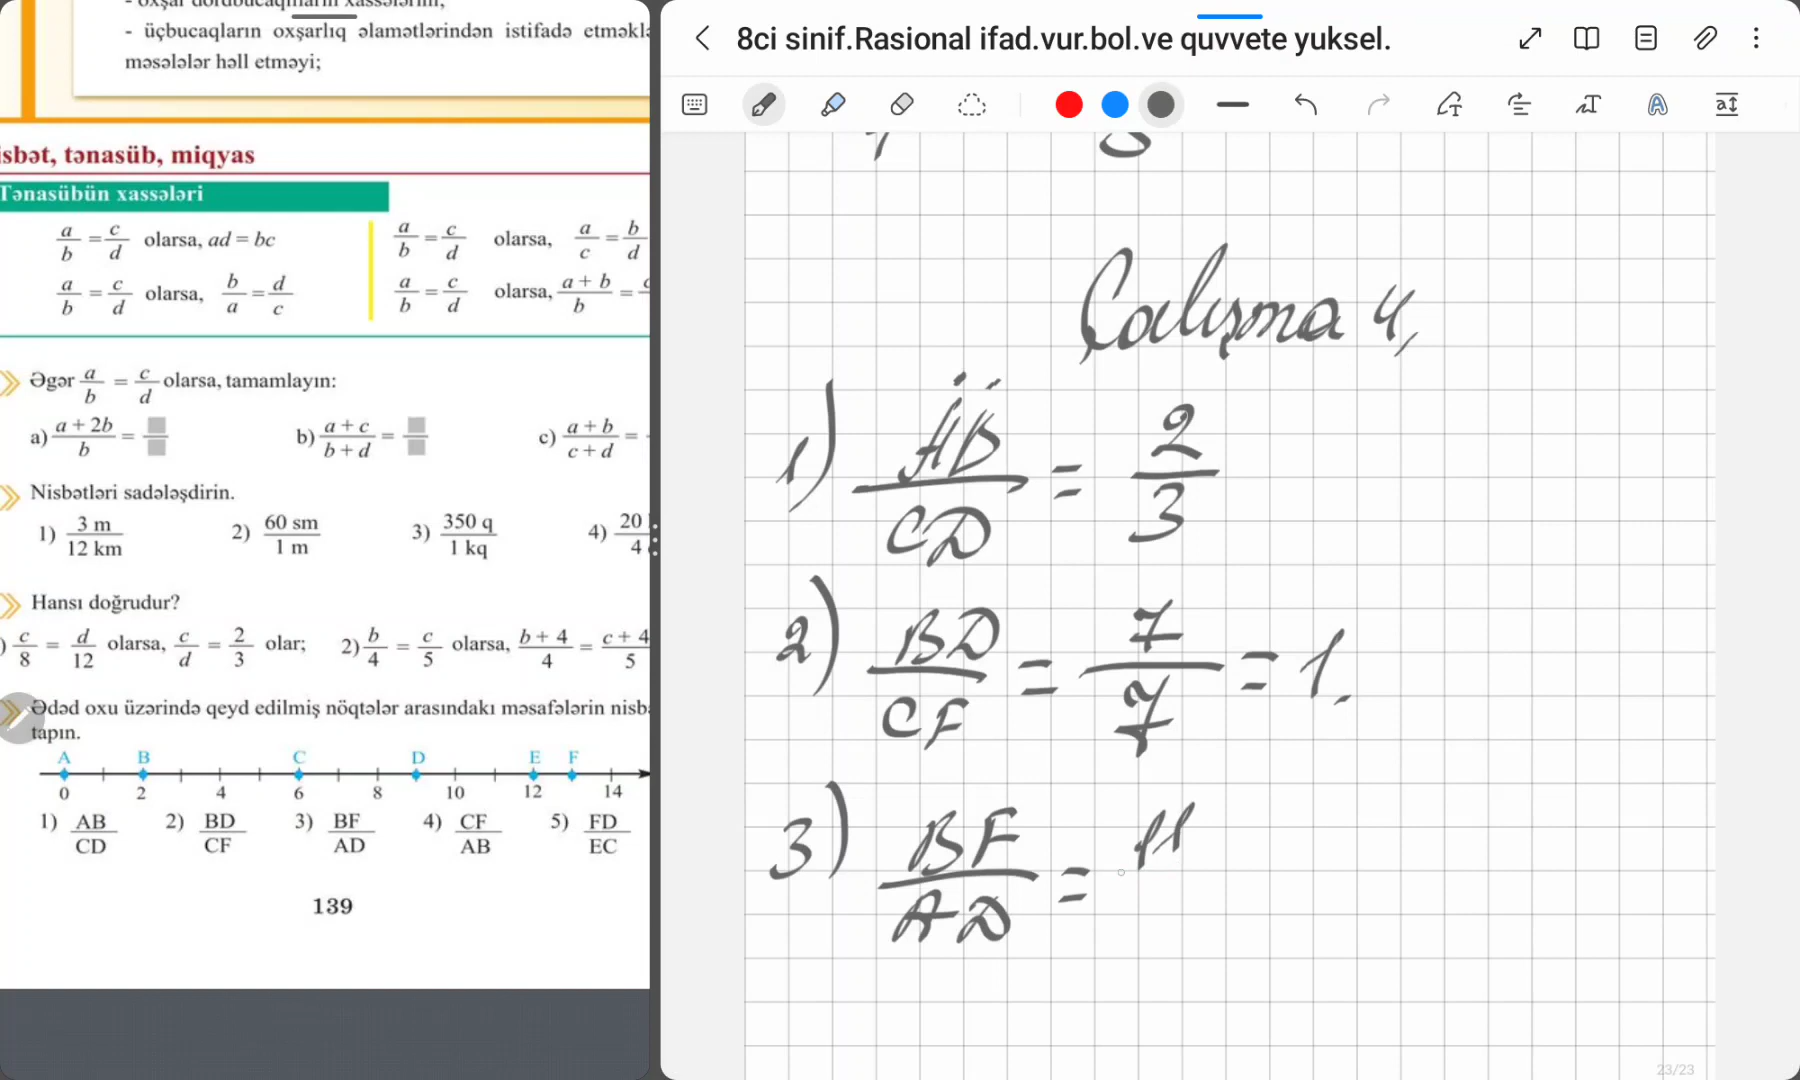 - oxşar dördbucaqlıların xassələrini;
- üçbucaqların oxşarlıq əlamətlərindən istifadə etməklə
məsələlər həll etməyi;
isbət, tənasüb, miqyas
Tənasübün xassələri
a/b = c/d olarsa, ad = bc
a/b = c/d olarsa, a/c = b/d
a/b = c/d olarsa, b/a = d/c
a/b = c/d olarsa, a + b/b =
Əgər a/b = c/d olarsa, tamamlayın:
a) a + 2b/b =
b) a + c/b + d =
c) a + b/c + d =
Nisbətləri sadələşdirin.
1) 3 m/12 km
2) 60 sm/1 m
3) 350 q/1 kq
4) 20/4
Hansı doğrudur?
) c/8 = d/12 olarsa, c/d = 2/3 olar;
2) b/4 = c/5 olarsa, b + 4/4 = c + 4/5
Ədəd oxu üzərində qeyd edilmiş nöqtələr arasındakı məsafələrin nisb
tapın.
A B C D E F
0 2 4 6 8 10 12 14
1) AB/CD
2) BD/CF
3) BF/AD
4) CF/AB
5) FD/EC
139
8ci sinif.Rasional ifad.vur.bol.ve quvvete yuksel.
Çalışma 4,
1) AB/CD = 2/3
2) BD/CF = 7/7 = 1.
3) BF/AD = 11
23/23